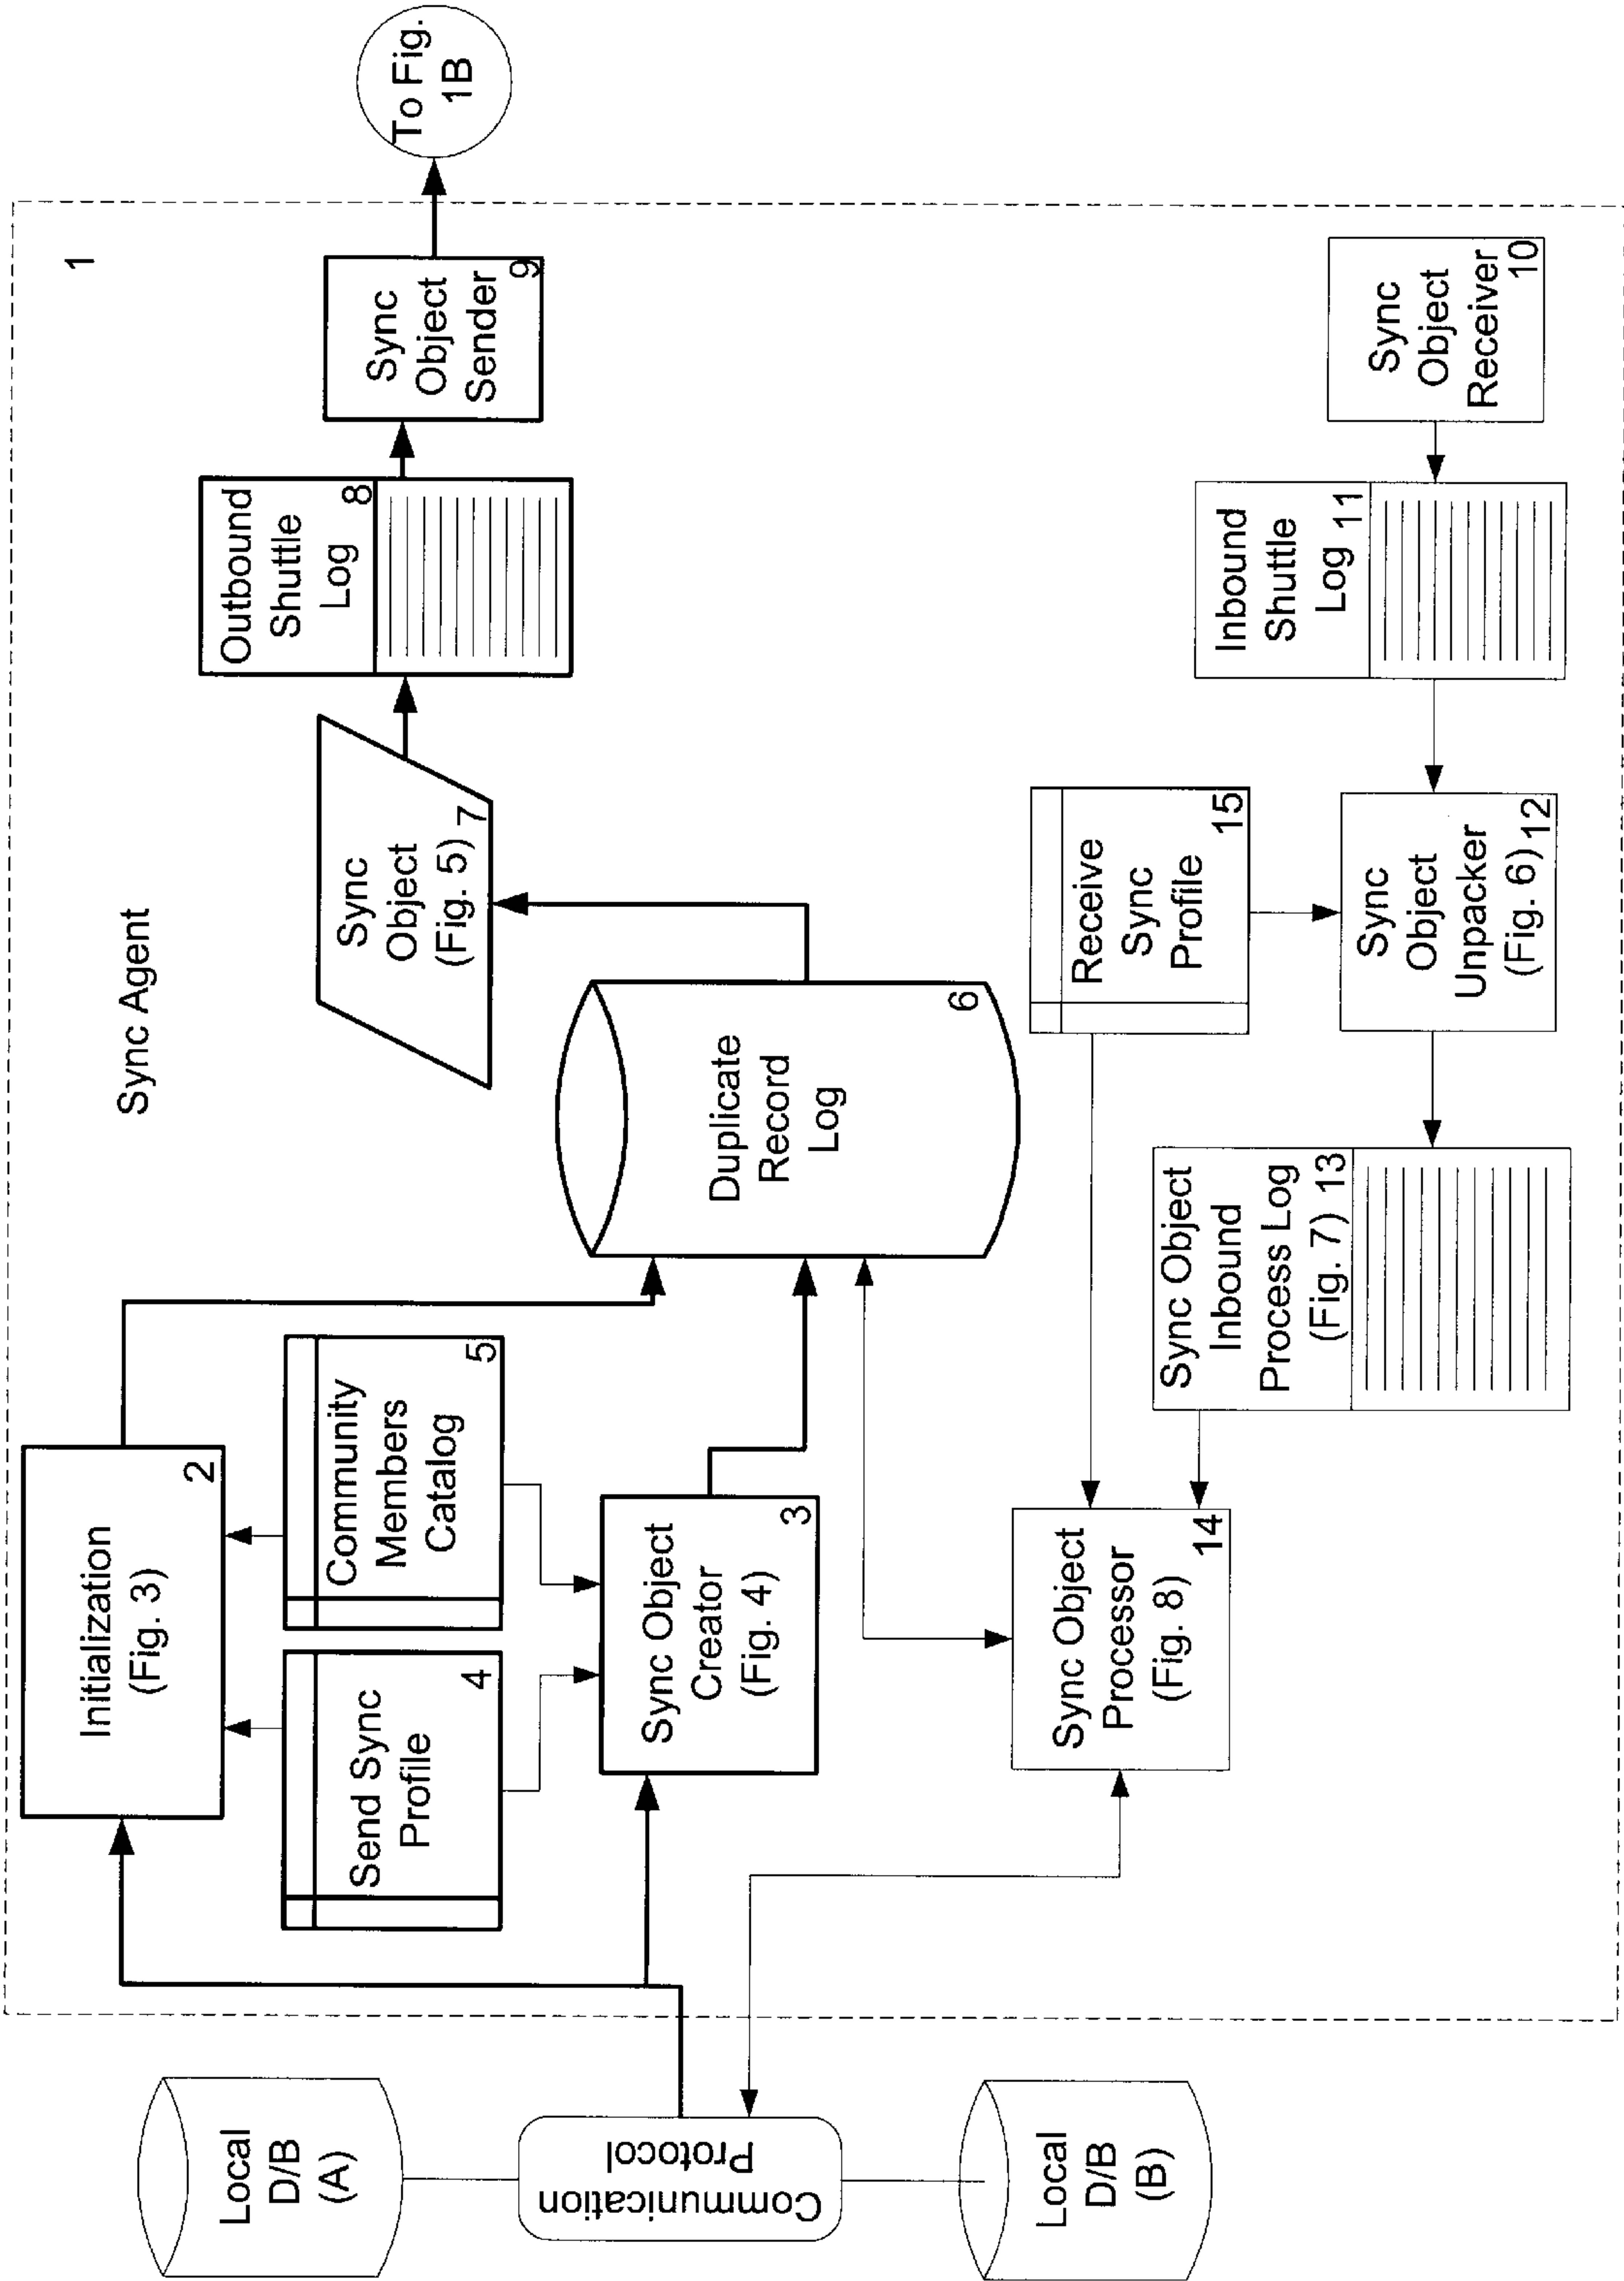 Sync Agent
1
Local
D/B
(A)
Communication
Protocol
Local
D/B
(B)
Initialization
(Fig. 3)
2
Send Sync
Profile
4
Community
Members
Catalog
5
Sync Object
Creator
(Fig. 4)
3
Duplicate
Record
Log
6
Sync
Object
(Fig. 5)
7
Outbound
Shuttle
Log
8
Sync
Object
Sender
9
To Fig.
1B
Sync
Object
Receiver
10
Inbound
Shuttle
Log 11
Receive
Sync
Profile
15
Sync
Object
Unpacker
(Fig. 6) 12
Sync Object
Inbound
Process Log
(Fig. 7) 13
Sync Object
Processor
(Fig. 8)
14